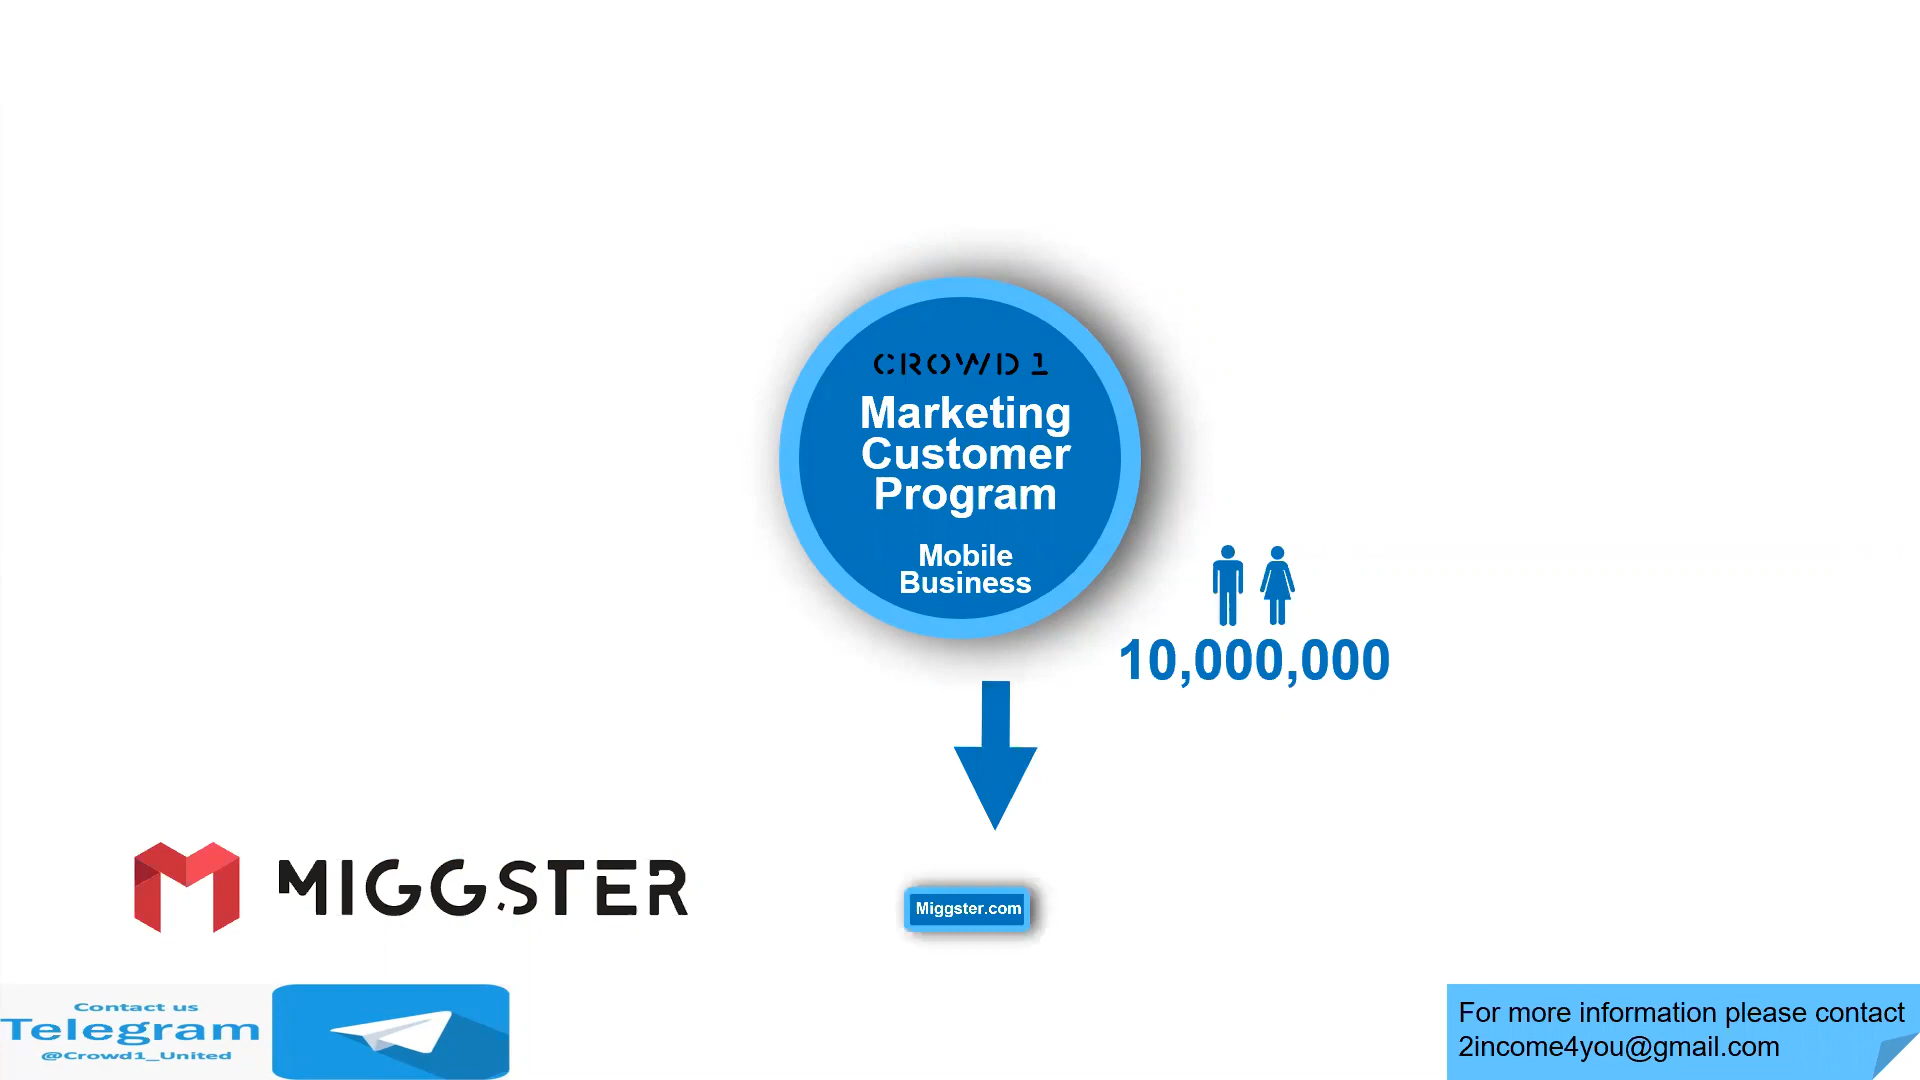 CROWD 1
Marketing
Customer
Program
Mobile
Business
10,000,000
MIGGSTER
Miggster.com
Contact us
Telegram
@Crowd1_United
For more information please contact
2income4you@gmail.com